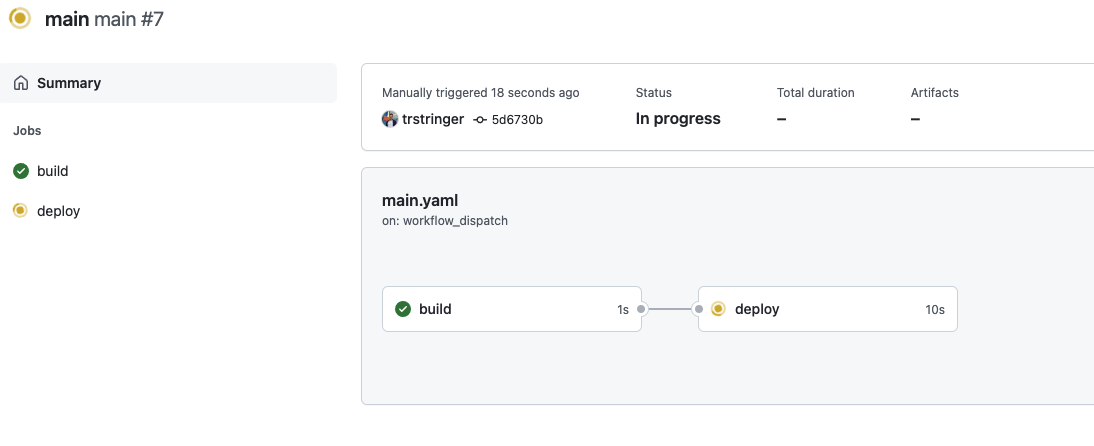 main main #7
Summary
Jobs
build
deploy
Manually triggered 18 seconds ago
trstringer 5d6730b
Status
In progress
Total duration
–
Artifacts
–
main.yaml
on: workflow_dispatch
build 1s
deploy 10s